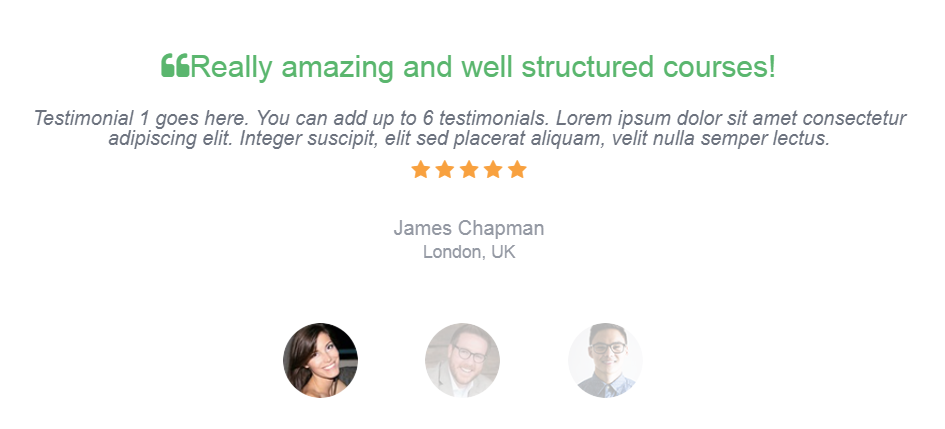 ❝Really amazing and well structured courses!
Testimonial 1 goes here. You can add up to 6 testimonials. Lorem ipsum dolor sit amet consectetur
adipiscing elit. Integer suscipit, elit sed placerat aliquam, velit nulla semper lectus.
James Chapman
London, UK